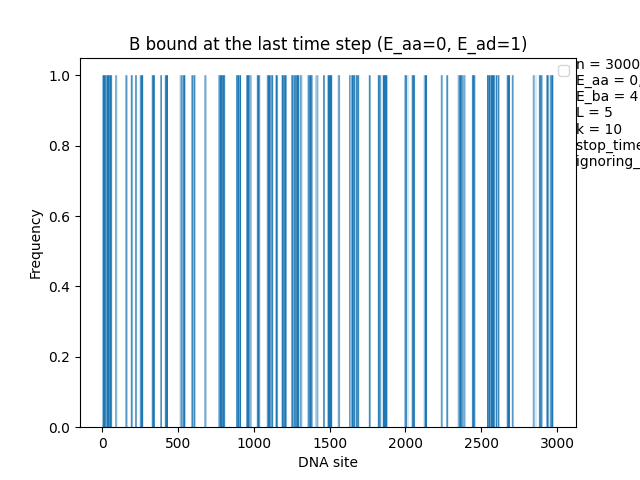 B bound at the last time step (E_aa=0, E_ad=1)
n = 3000
E_aa = 0,
E_ba = 4
L = 5
k = 10
stop_time
ignoring_
1.0
0.8
0.6
0.4
0.2
0.0
Frequency
0 500 1000 1500 2000 2500 3000
DNA site